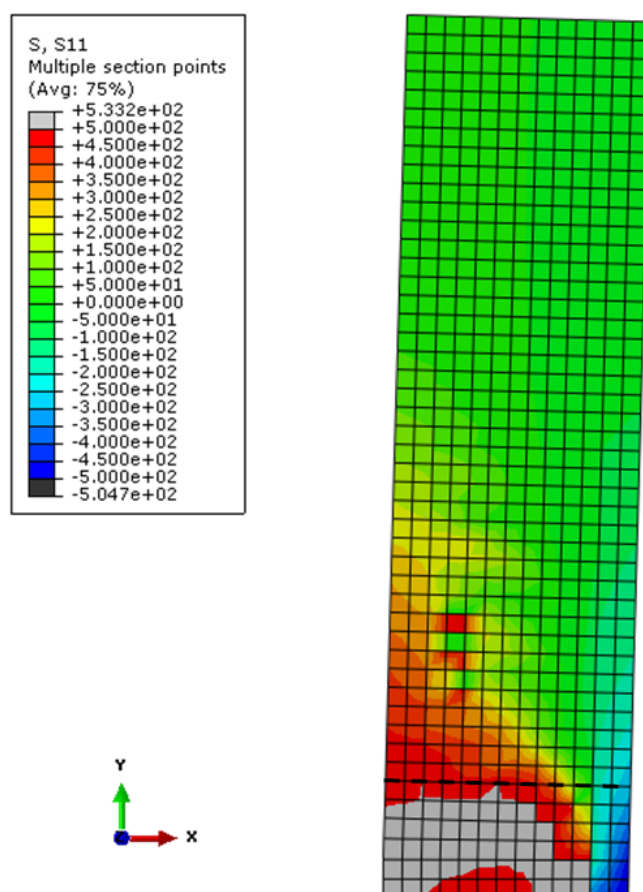 S, S11
Multiple section points
(Avg: 75%)
+5.332e+02
+5.000e+02
+4.500e+02
+4.000e+02
+3.500e+02
+3.000e+02
+2.500e+02
+2.000e+02
+1.500e+02
+1.000e+02
+5.000e+01
+0.000e+00
-5.000e+01
-1.000e+02
-1.500e+02
-2.000e+02
-2.500e+02
-3.000e+02
-3.500e+02
-4.000e+02
-4.500e+02
-5.000e+02
-5.047e+02
Y
Z
X